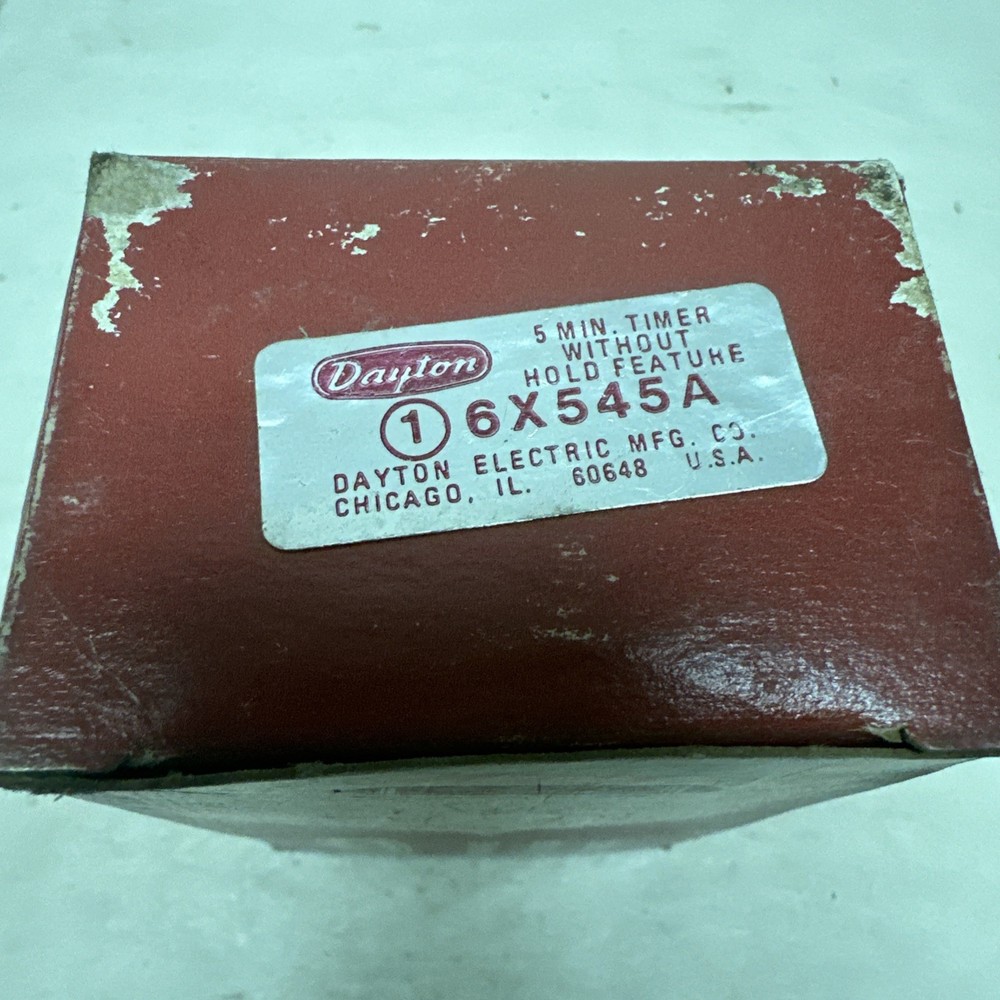 Dayton
5 MIN. TIMER
WITHOUT
HOLD FEATURE
1 6X545A
DAYTON ELECTRIC MFG. CO.
CHICAGO, IL. 60648 U.S.A.